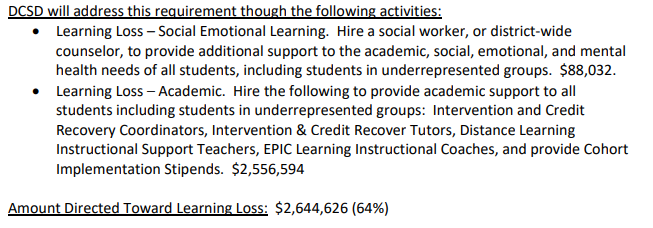 DCSD will address this requirement though the following activities:
• Learning Loss – Social Emotional Learning.  Hire a social worker, or district-wide
counselor, to provide additional support to the academic, social, emotional, and mental
health needs of all students, including students in underrepresented groups.  $88,032.
• Learning Loss – Academic.  Hire the following to provide academic support to all
students including students in underrepresented groups:  Intervention and Credit
Recovery Coordinators, Intervention & Credit Recover Tutors, Distance Learning
Instructional Support Teachers, EPIC Learning Instructional Coaches, and provide Cohort
Implementation Stipends.  $2,556,594
Amount Directed Toward Learning Loss:  $2,644,626 (64%)